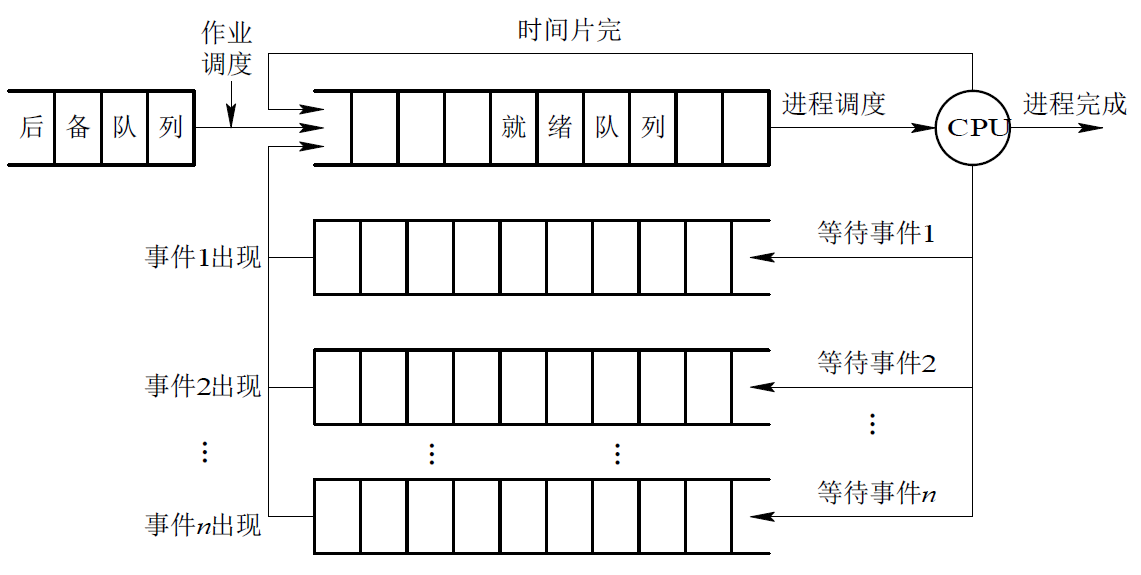 时间片完
作业
调度
后备队列
就绪队列
进程调度
CPU
进程完成
事件1出现
等待事件1
事件2出现
等待事件2
⋮
⋮
⋮
⋮
事件n出现
等待事件n